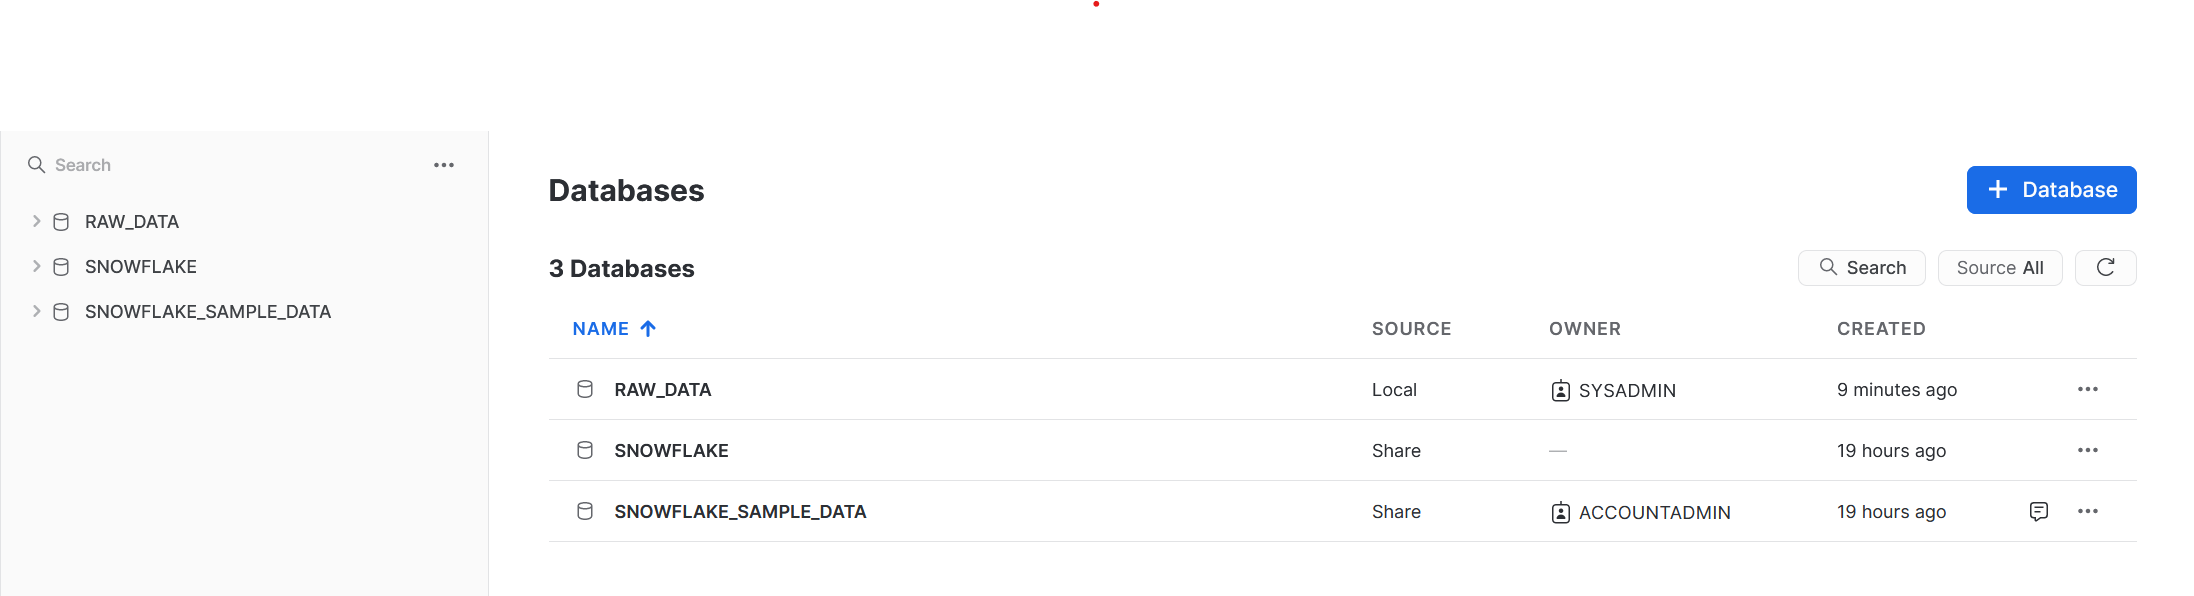 Search
RAW_DATA
SNOWFLAKE
SNOWFLAKE_SAMPLE_DATA
Databases
+ Database
3 Databases
Search
Source All
NAME ↑ SOURCE OWNER CREATED
RAW_DATA Local SYSADMIN 9 minutes ago
SNOWFLAKE Share — 19 hours ago
SNOWFLAKE_SAMPLE_DATA Share ACCOUNTADMIN 19 hours ago